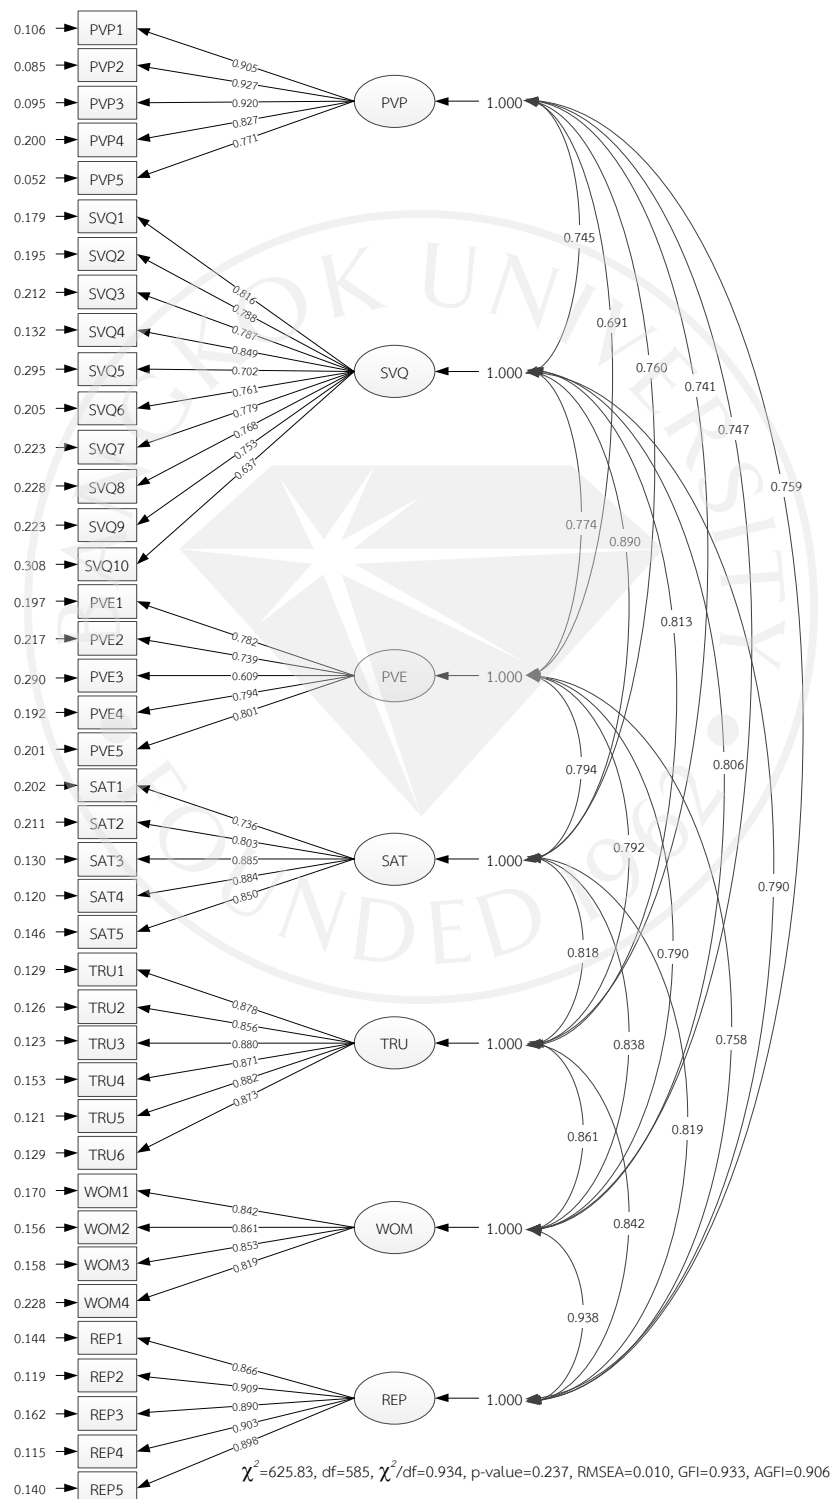 0.106 PVP1
0.905
0.085 PVP2
0.927
0.095 PVP3 0.920 PVP 1.000
0.827
0.200 PVP4
0.771
0.052 PVP5
0.179 SVQ1
0.745
0.195 SVQ2
0.816
0.212 SVQ3
0.788
0.691
0.132 SVQ4
0.787
0.849
0.295 SVQ5 0.702 SVQ 1.000
0.760
0.741
0.761
0.205 SVQ6
0.779
0.747
0.768
0.223 SVQ7
0.753
0.637
0.228 SVQ8
0.759
0.223 SVQ9
0.774
0.890
0.308 SVQ10
0.197 PVE1
0.813
0.782
0.217 PVE2
0.739
0.290 PVE3 0.609 PVE 1.000
0.794
0.192 PVE4
0.801
0.201 PVE5
0.794
0.806
0.202 SAT1
0.736
0.211 SAT2
0.803
0.792
0.130 SAT3 0.885 SAT 1.000
0.884
0.790
0.120 SAT4
0.850
0.146 SAT5
0.818
0.790
0.129 TRU1
0.878
0.126 TRU2
0.856
0.123 TRU3 0.880 TRU 1.000
0.838
0.758
0.871
0.153 TRU4
0.882
0.873
0.121 TRU5
0.861
0.819
0.129 TRU6
0.170 WOM1
0.842
0.156 WOM2 0.861 WOM 1.000
0.842
0.853
0.158 WOM3
0.819
0.228 WOM4
0.938
0.144 REP1
0.866
0.119 REP2
0.909
0.162 REP3 0.890 REP 1.000
0.903
0.115 REP4
0.898
0.140 REP5
χ²=625.83, df=585, χ²/df=0.934, p-value=0.237, RMSEA=0.010, GFI=0.933, AGFI=0.906
BANGKOK UNIVERSITY
FOUNDED 1962